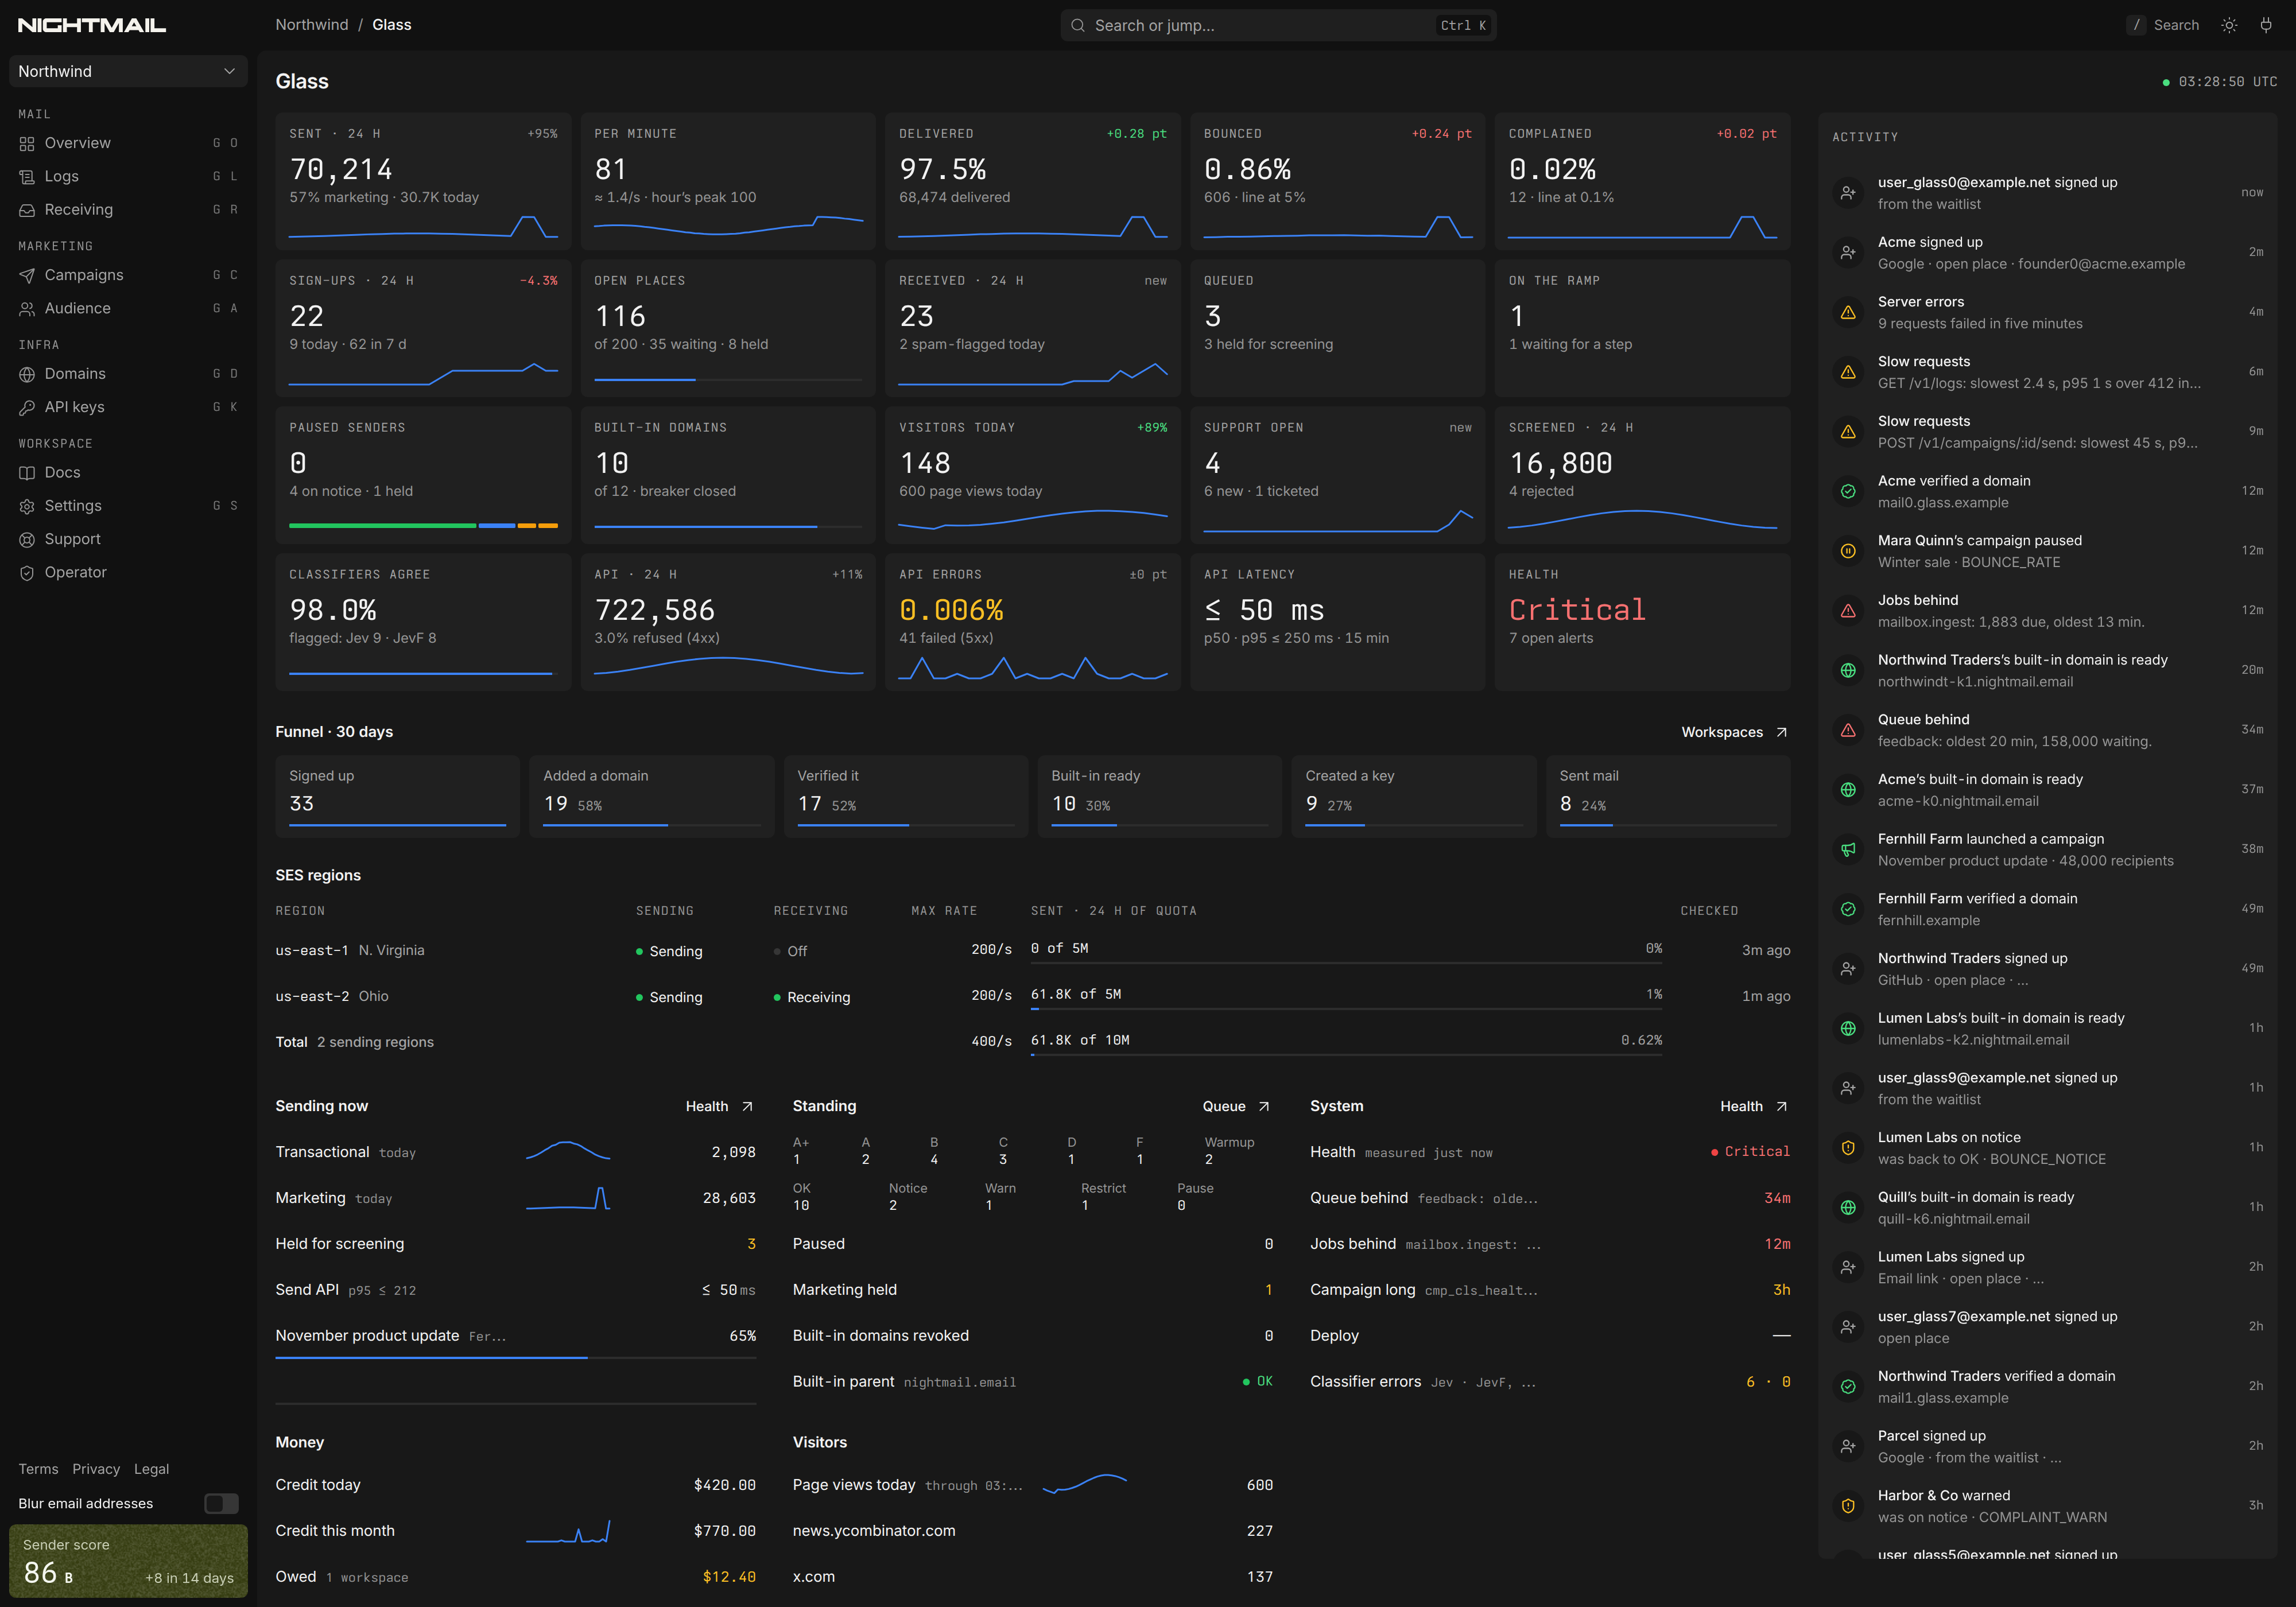 NIGHTMAIL
Northwind / Glass
Search or jump... Ctrl K
/ Search
Northwind
MAIL
Overview G O
Logs G L
Receiving G R
MARKETING
Campaigns G C
Audience G A
INFRA
Domains G D
API keys G K
WORKSPACE
Docs
Settings G S
Support
Operator
Terms Privacy Legal
Blur email addresses
Sender score
86 B +8 in 14 days
Glass
03:28:50 UTC
SENT · 24 H +95%
70,214
57% marketing · 30.7K today
PER MINUTE
81
≈ 1.4/s · hour’s peak 100
DELIVERED +0.28 pt
97.5%
68,474 delivered
BOUNCED +0.24 pt
0.86%
606 · line at 5%
COMPLAINED +0.02 pt
0.02%
12 · line at 0.1%
SIGN-UPS · 24 H −4.3%
22
9 today · 62 in 7 d
OPEN PLACES
116
of 200 · 35 waiting · 8 held
RECEIVED · 24 H new
23
2 spam-flagged today
QUEUED
3
3 held for screening
ON THE RAMP
1
1 waiting for a step
PAUSED SENDERS
0
4 on notice · 1 held
BUILT-IN DOMAINS
10
of 12 · breaker closed
VISITORS TODAY +89%
148
600 page views today
SUPPORT OPEN new
4
6 new · 1 ticketed
SCREENED · 24 H
16,800
4 rejected
CLASSIFIERS AGREE
98.0%
flagged: Jev 9 · JevF 8
API · 24 H +11%
722,586
3.0% refused (4xx)
API ERRORS ±0 pt
0.006%
41 failed (5xx)
API LATENCY
≤ 50 ms
p50 · p95 ≤ 250 ms · 15 min
HEALTH
Critical
7 open alerts
Funnel · 30 days Workspaces
Signed up
33
Added a domain
19 58%
Verified it
17 52%
Built-in ready
10 30%
Created a key
9 27%
Sent mail
8 24%
SES regions
REGION SENDING RECEIVING MAX RATE SENT · 24 H OF QUOTA CHECKED
us-east-1 N. Virginia Sending Off 200/s 0 of 5M 0% 3m ago
us-east-2 Ohio Sending Receiving 200/s 61.8K of 5M 1% 1m ago
Total 2 sending regions 400/s 61.8K of 10M 0.62%
Sending now Health
Transactional today 2,098
Marketing today 28,603
Held for screening 3
Send API p95 ≤ 212 ≤ 50 ms
November product update Fer... 65%
Standing Queue
A+ A B C D F Warmup
1 2 4 3 1 1 2
OK Notice Warn Restrict Pause
10 2 1 1 0
Paused 0
Marketing held 1
Built-in domains revoked 0
Built-in parent nightmail.email OK
System Health
Health measured just now Critical
Queue behind feedback: olde... 34m
Jobs behind mailbox.ingest: ... 12m
Campaign long cmp_cls_healt... 3h
Deploy —
Classifier errors Jev · JevF, ... 6 · 0
Money
Credit today $420.00
Credit this month $770.00
Owed 1 workspace $12.40
Visitors
Page views today through 03:... 600
news.ycombinator.com 227
x.com 137
ACTIVITY
user_glass0@example.net signed up now
from the waitlist
Acme signed up 2m
Google · open place · founder0@acme.example
Server errors 4m
9 requests failed in five minutes
Slow requests 6m
GET /v1/logs: slowest 2.4 s, p95 1 s over 412 in...
Slow requests 9m
POST /v1/campaigns/:id/send: slowest 45 s, p9...
Acme verified a domain 12m
mail0.glass.example
Mara Quinn’s campaign paused 12m
Winter sale · BOUNCE_RATE
Jobs behind 12m
mailbox.ingest: 1,883 due, oldest 13 min.
Northwind Traders’s built-in domain is ready 20m
northwindt-k1.nightmail.email
Queue behind 34m
feedback: oldest 20 min, 158,000 waiting.
Acme’s built-in domain is ready 37m
acme-k0.nightmail.email
Fernhill Farm launched a campaign 38m
November product update · 48,000 recipients
Fernhill Farm verified a domain 49m
fernhill.example
Northwind Traders signed up 49m
GitHub · open place · ...
Lumen Labs’s built-in domain is ready 1h
lumenlabs-k2.nightmail.email
user_glass9@example.net signed up 1h
from the waitlist
Lumen Labs on notice 1h
was back to OK · BOUNCE_NOTICE
Quill’s built-in domain is ready 1h
quill-k6.nightmail.email
Lumen Labs signed up 2h
Email link · open place · ...
user_glass7@example.net signed up 2h
open place
Northwind Traders verified a domain 2h
mail1.glass.example
Parcel signed up 2h
Google · from the waitlist · ...
Harbor & Co warned 3h
was on notice · COMPLAINT_WARN
user_glass5@example.net signed up